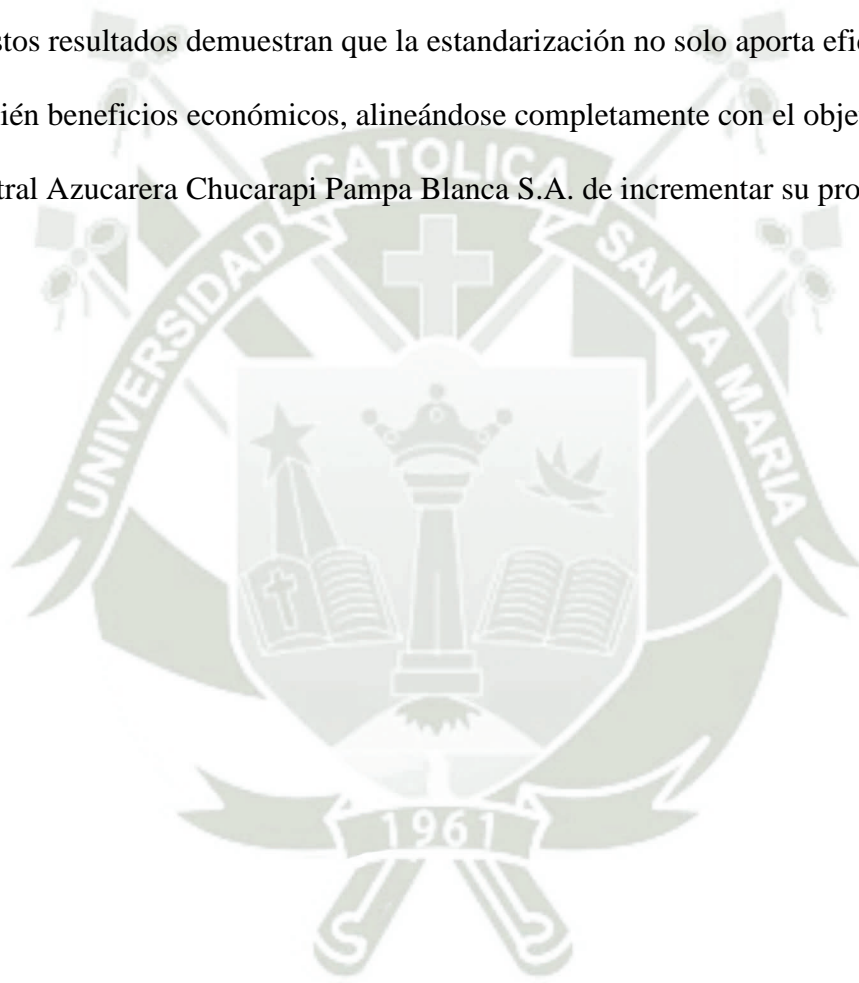 stos resultados demuestran que la estandarización no solo aporta efi
ién beneficios económicos, alineándose completamente con el obje
tral Azucarera Chucarapi Pampa Blanca S.A. de incrementar su pro
CATOLICA
UNIVERSIDAD
SANTA MARIA
1961